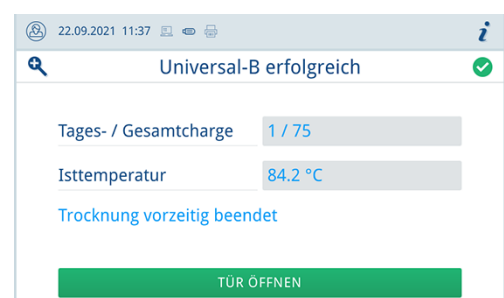 22.09.2021 11:37
i
Universal-B erfolgreich
Tages- / Gesamtcharge 1 / 75
Isttemperatur 84.2 °C
Trocknung vorzeitig beendet
TÜR ÖFFNEN